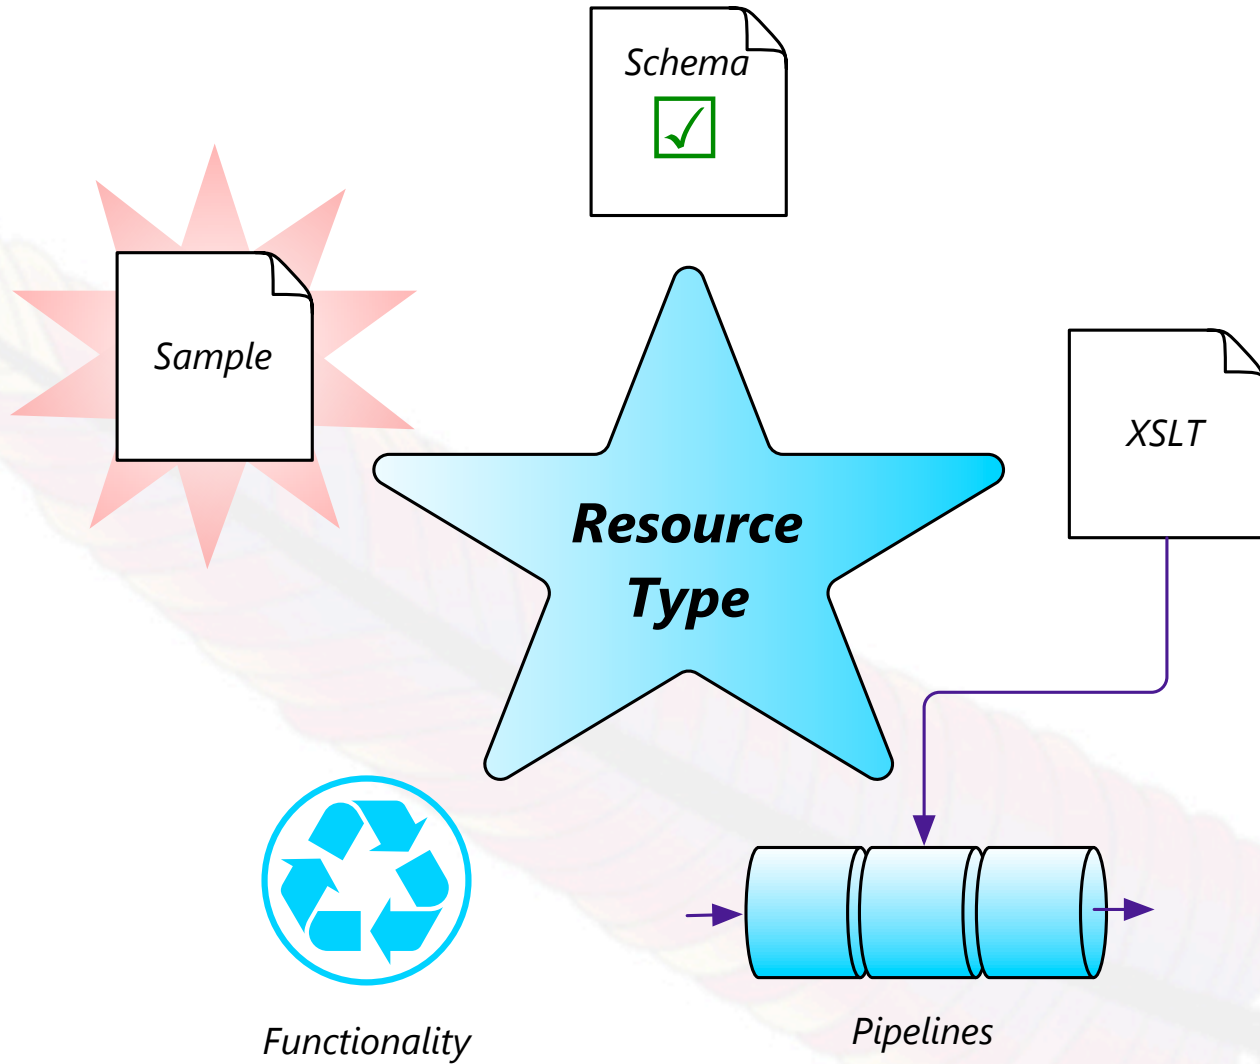 Schema
Sample
XSLT
Resource
Type
Functionality
Pipelines